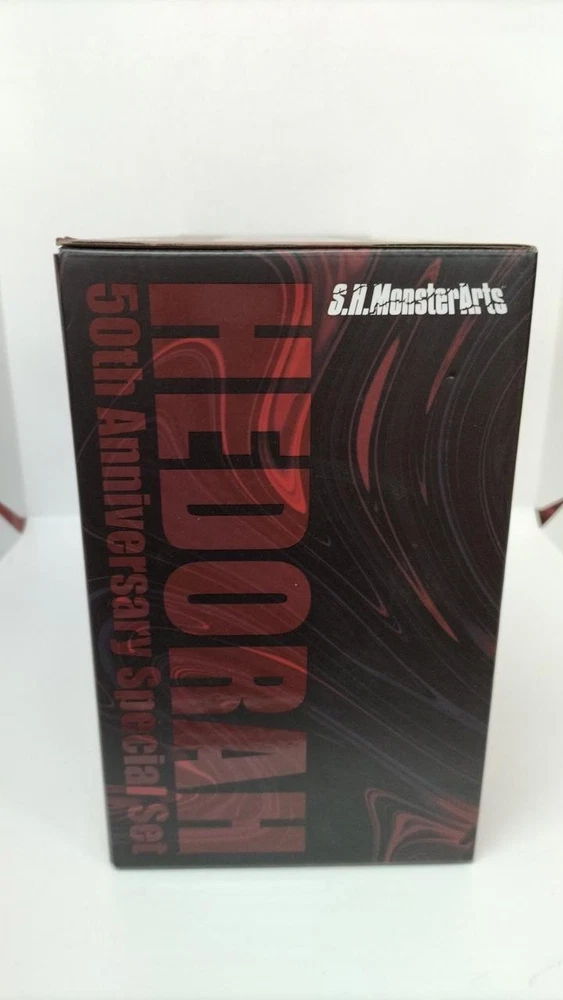 S.H.MonsterArts
HEDORAH
50th Anniversary Special Set